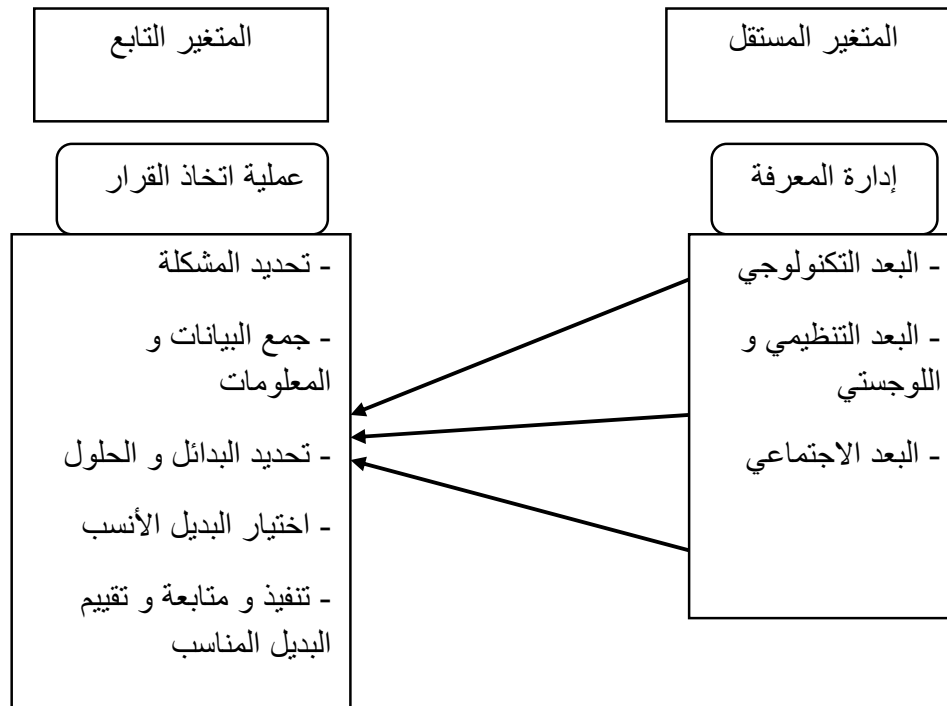 المتغير المستقل
المتغير التابع
إدارة المعرفة
عملية اتخاذ القرار
- البعد التكنولوجي
- البعد التنظيمي و
اللوجستي
- البعد الاجتماعي
- تحديد المشكلة
- جمع البيانات و
المعلومات
- تحديد البدائل و الحلول
- اختيار البديل الأنسب
- تنفيذ و متابعة و تقييم
البديل المناسب